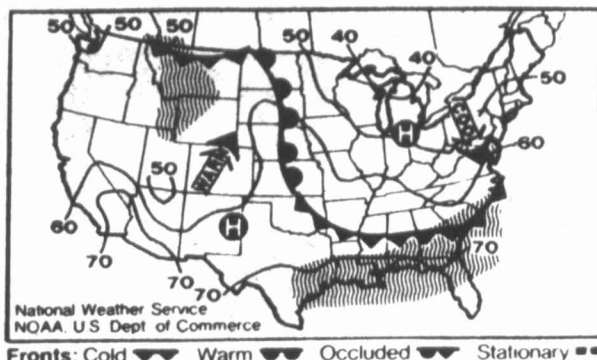 50 50 50 50 40 40 50
60
H
WARM
50
60
70
H
70
70
70
National Weather Service
NOAA. U S Dept of Commerce
Fronts: Cold Warm Occluded Stationary